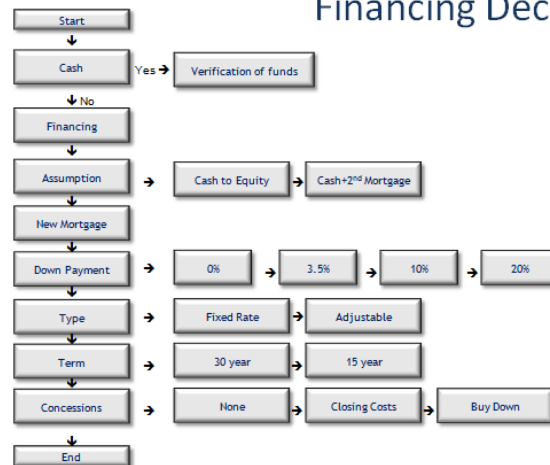 Financing Dec
Start
Cash
Yes
Verification of funds
No
Financing
Assumption
Cash to Equity
Cash+2nd Mortgage
New Mortgage
Down Payment
0%
3.5%
10%
20%
Type
Fixed Rate
Adjustable
Term
30 year
15 year
Concessions
None
Closing Costs
Buy Down
End